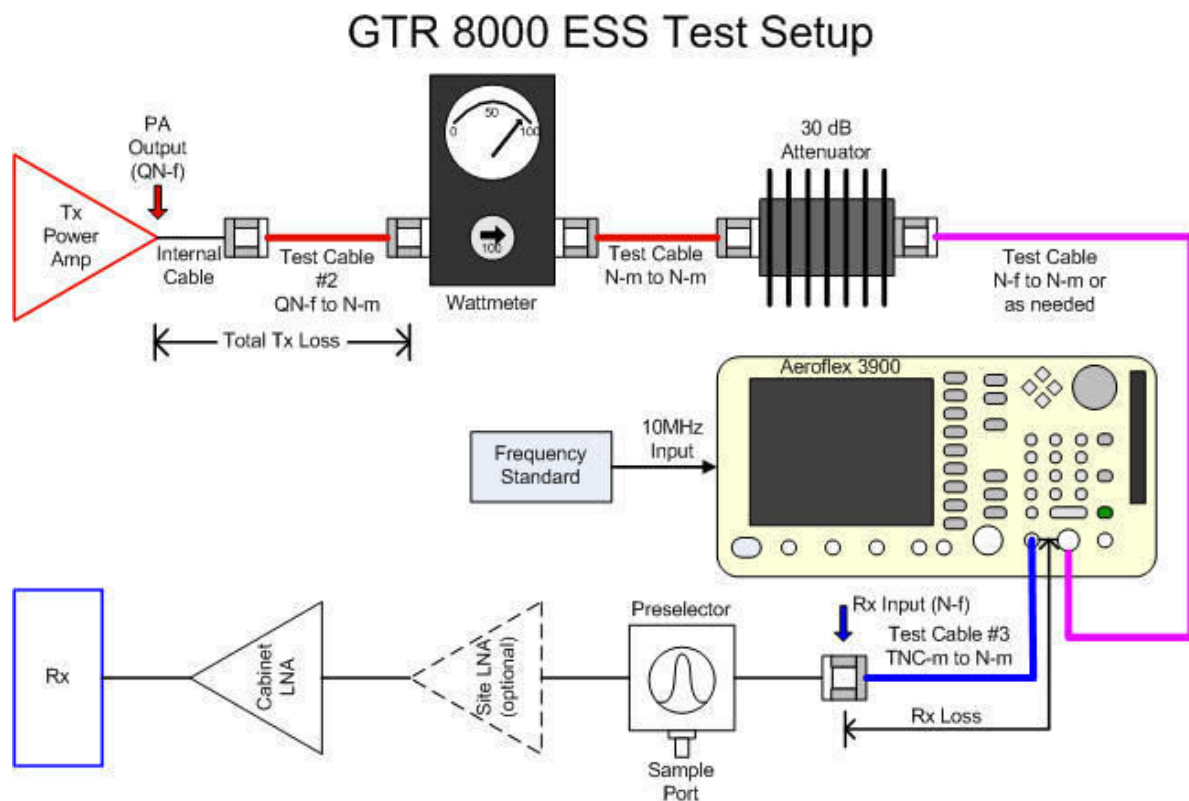 GTR 8000 ESS Test Setup
PA
Output
(QN-f)
Tx
Power
Amp
Internal
Cable
Test Cable
#2
QN-f to N-m
Total Tx Loss
0
50
100
100
Wattmeter
Test Cable
N-m to N-m
30 dB
Attenuator
Test Cable
N-f to N-m or
as needed
Aeroflex 3900
Frequency
Standard
10MHz
Input
Rx
Cabinet
LNA
Site LNA
(optional)
Preselector
Sample
Port
Rx Input (N-f)
Test Cable #3
TNC-m to N-m
Rx Loss